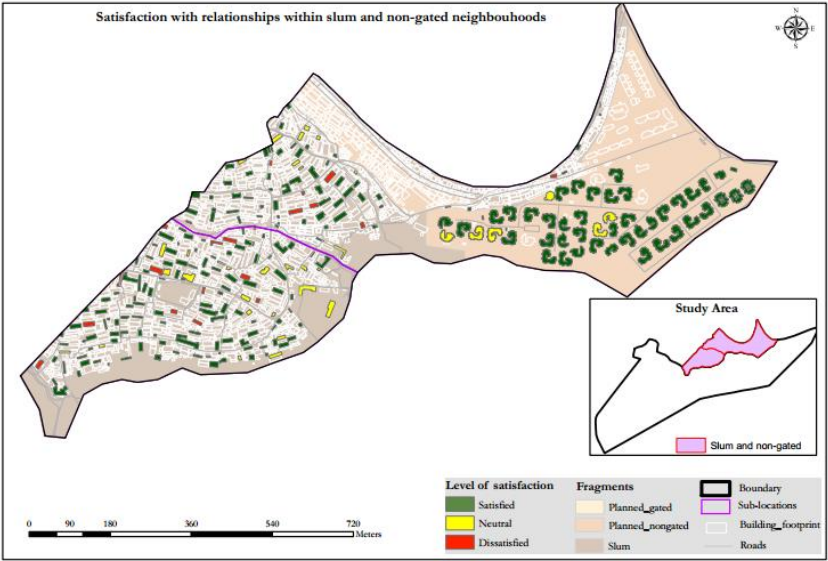 Satisfaction with relationships within slum and non-gated neighbouhoods
N
W E
S
Study Area
Slum and non-gated
Level of satisfaction
Satisfied
Neutral
Dissatisfied
Fragments
Planned_gated
Planned_nongated
Slum
Boundary
Sub-locations
Building_footprint
Roads
0 90 180 360 540 720
Meters